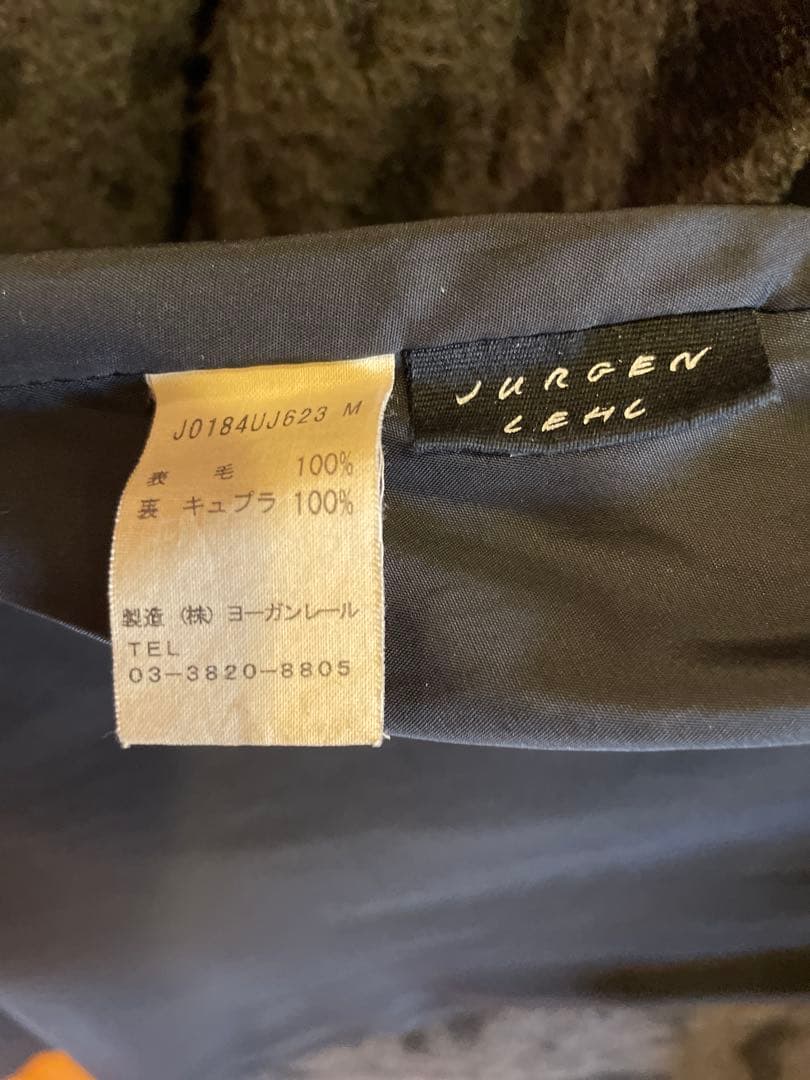 JURGEN
LEHL
J0184UJ623 M
表 毛 100%
裏 キュプラ 100%
製造 (株) ヨーガンレール
TEL
03-3820-8805